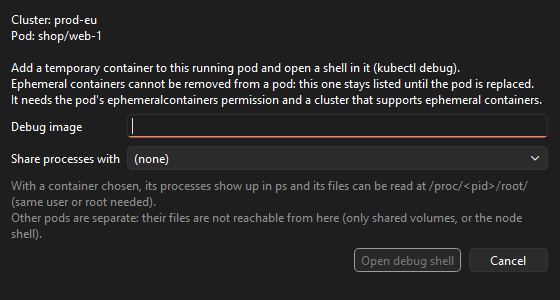 Cluster: prod-eu
Pod: shop/web-1
Add a temporary container to this running pod and open a shell in it (kubectl debug).
Ephemeral containers cannot be removed from a pod: this one stays listed until the pod is replaced.
It needs the pod's ephemeralcontainers permission and a cluster that supports ephemeral containers.
Debug image
Share processes with (none)
With a container chosen, its processes show up in ps and its files can be read at /proc/<pid>/root/
(same user or root needed).
Other pods are separate: their files are not reachable from here (only shared volumes, or the node
shell).
Open debug shell Cancel